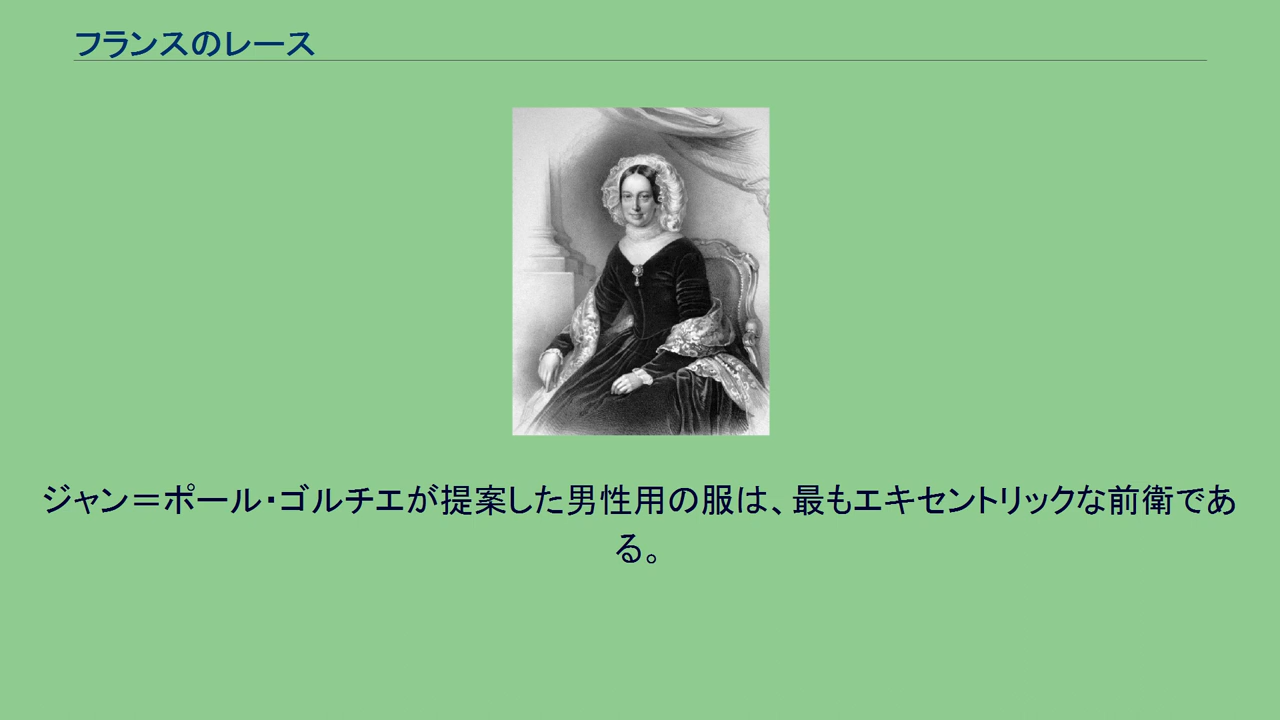 フランスのレース
ジャン＝ポール・ゴルチエが提案した男性用の服は、最もエキセントリックな前衛であ
る。